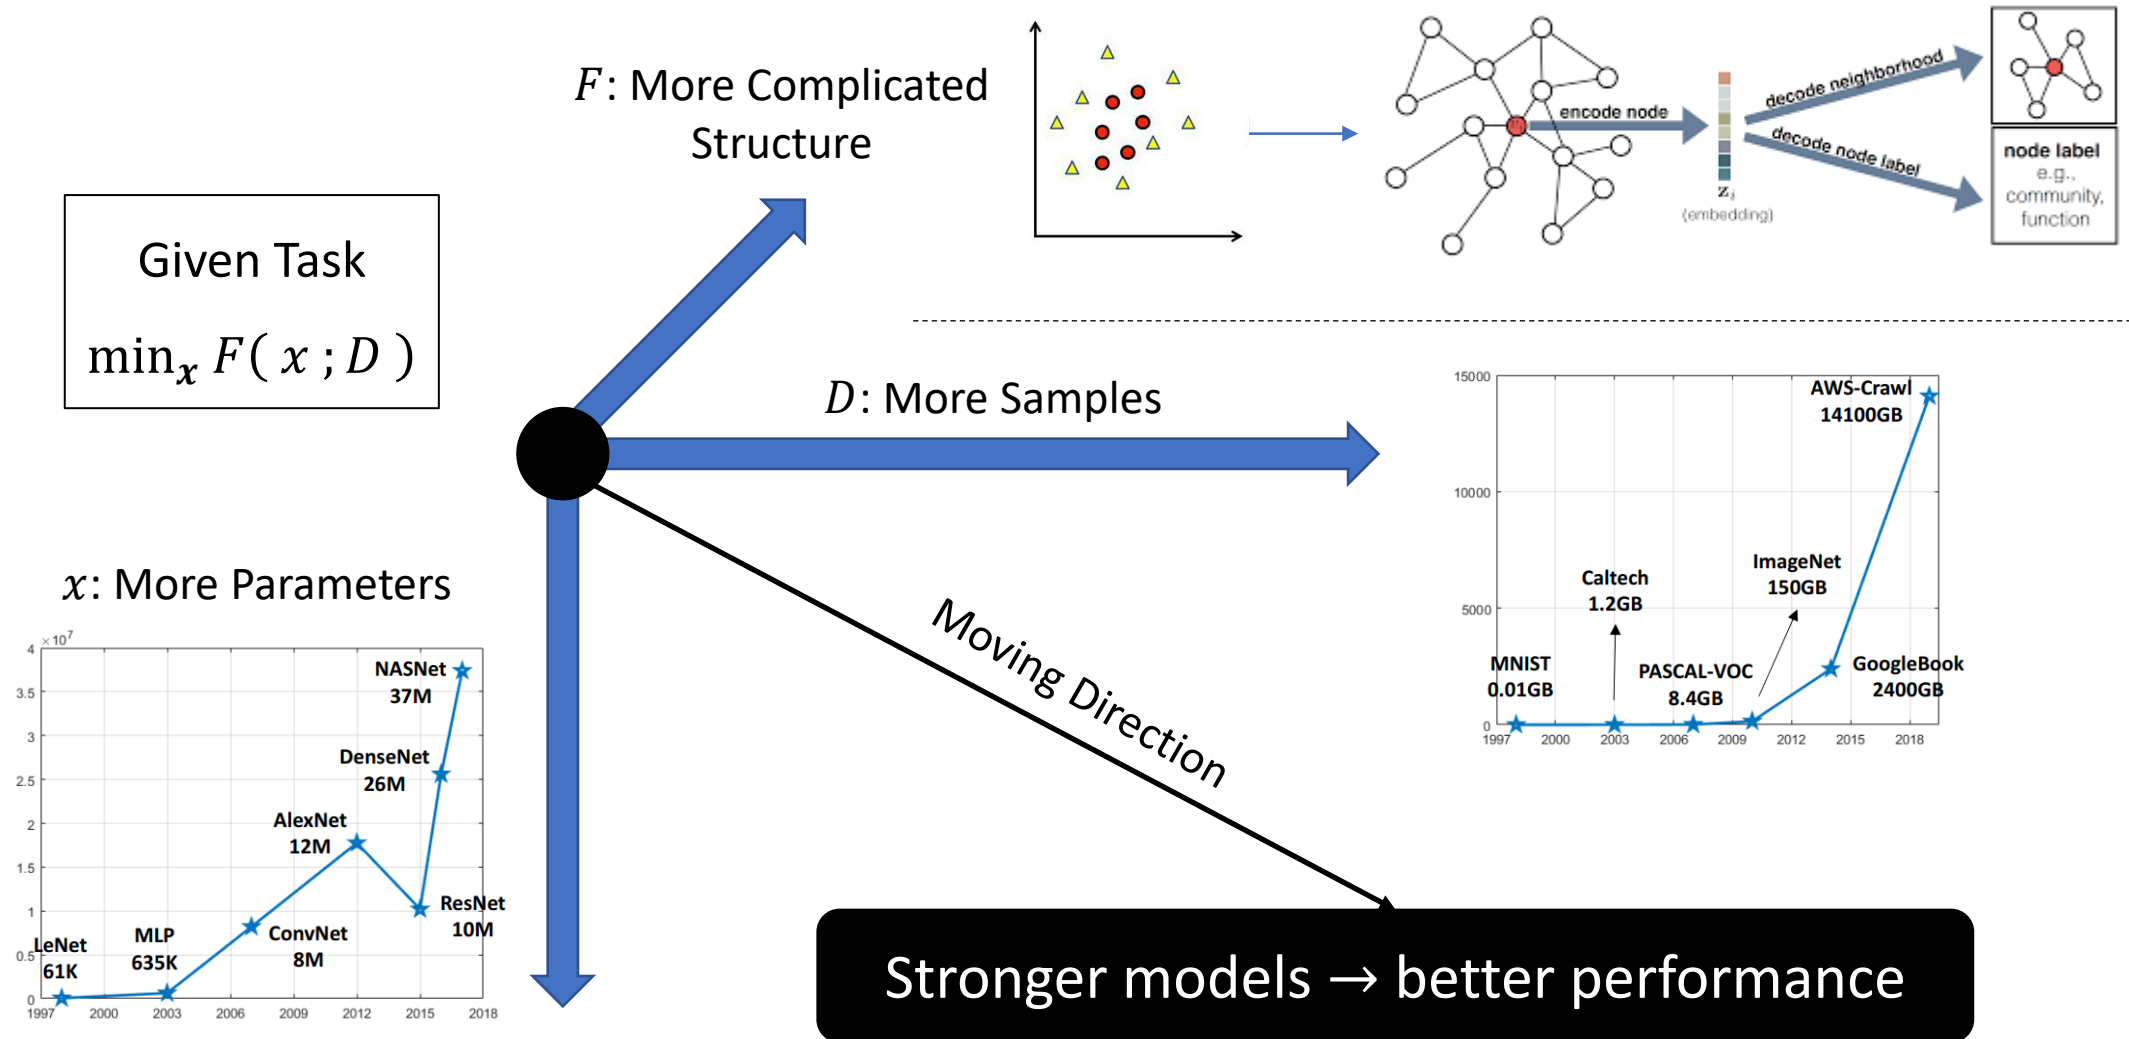 F: More Complicated
Structure
encode node
z_i
(embedding)
decode neighborhood
decode node label
node label
e.g.,
community,
function
Given Task
min_x F( x ; D )
D: More Samples
15000
10000
5000
0
1997 2000 2003 2006 2009 2012 2015 2018
MNIST
0.01GB
Caltech
1.2GB
PASCAL-VOC
8.4GB
ImageNet
150GB
GoogleBook
2400GB
AWS-Crawl
14100GB
x: More Parameters
×10^7
4
3.5
3
2.5
2
1.5
1
0.5
0
1997 2000 2003 2006 2009 2012 2015 2018
LeNet
61K
MLP
635K
ConvNet
8M
AlexNet
12M
ResNet
10M
DenseNet
26M
NASNet
37M
Moving Direction
Stronger models → better performance